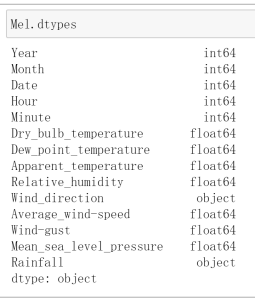 Mel.dtypes
Year int64
Month int64
Date int64
Hour int64
Minute int64
Dry_bulb_temperature float64
Dew_point_temperature float64
Apparent_temperature float64
Relative_humidity float64
Wind_direction object
Average_wind-speed float64
Wind-gust float64
Mean_sea_level_pressure float64
Rainfall object
dtype: object